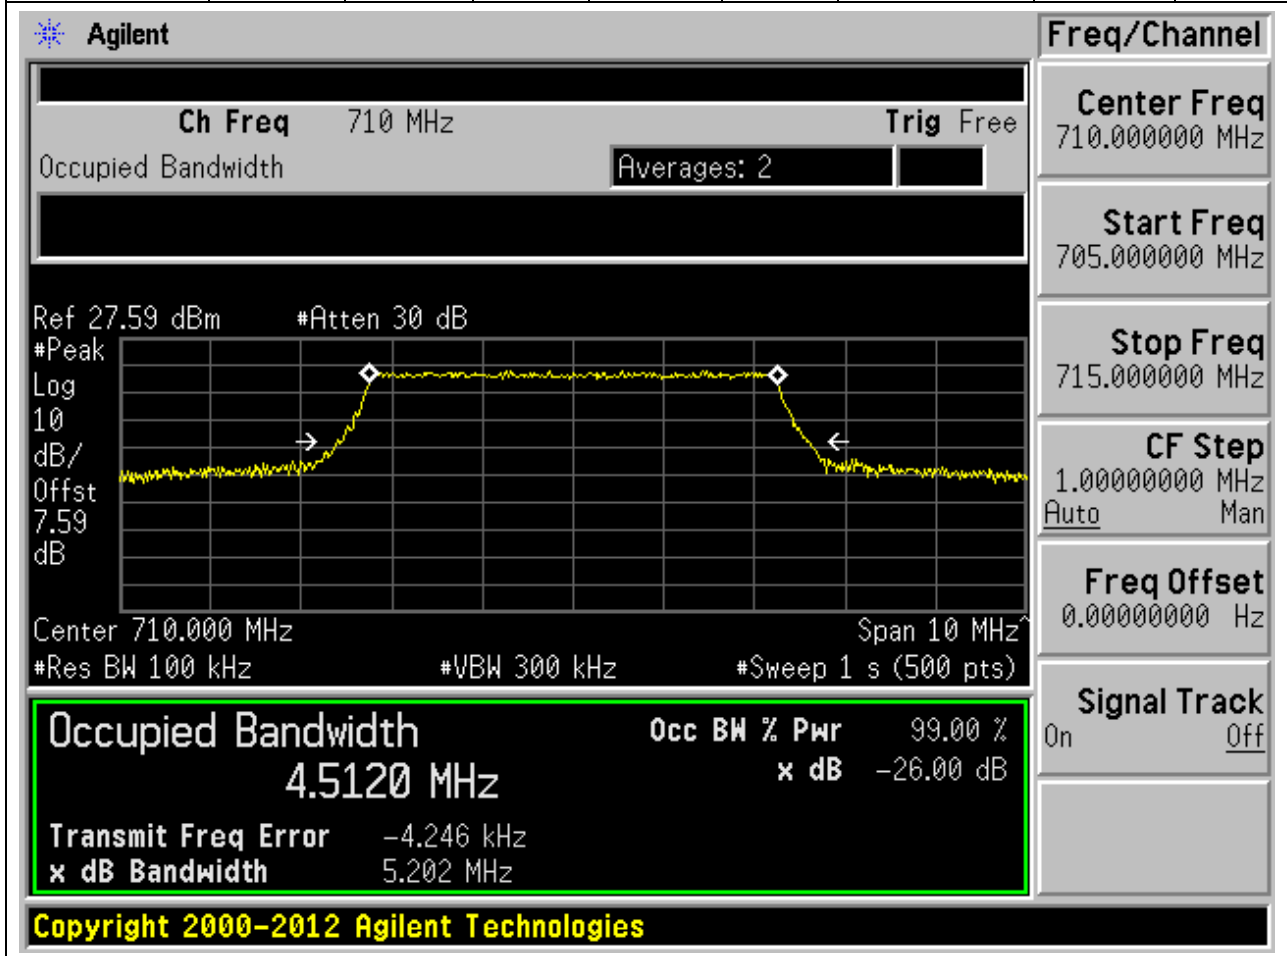 Agilent
Freq/Channel
Ch Freq 710 MHz Trig Free
Occupied Bandwidth Averages: 2
Center Freq
710.000000 MHz
Start Freq
705.000000 MHz
Stop Freq
715.000000 MHz
CF Step
1.00000000 MHz
Auto Man
Freq Offset
0.00000000 Hz
Signal Track
On Off
Ref 27.59 dBm #Atten 30 dB
#Peak
Log
10
dB/
Offst
7.59
dB
Center 710.000 MHz Span 10 MHz^
#Res BW 100 kHz #VBW 300 kHz #Sweep 1 s (500 pts)
Occupied Bandwidth Occ BW % Pwr 99.00 %
4.5120 MHz x dB -26.00 dB
Transmit Freq Error -4.246 kHz
x dB Bandwidth 5.202 MHz
Copyright 2000-2012 Agilent Technologies